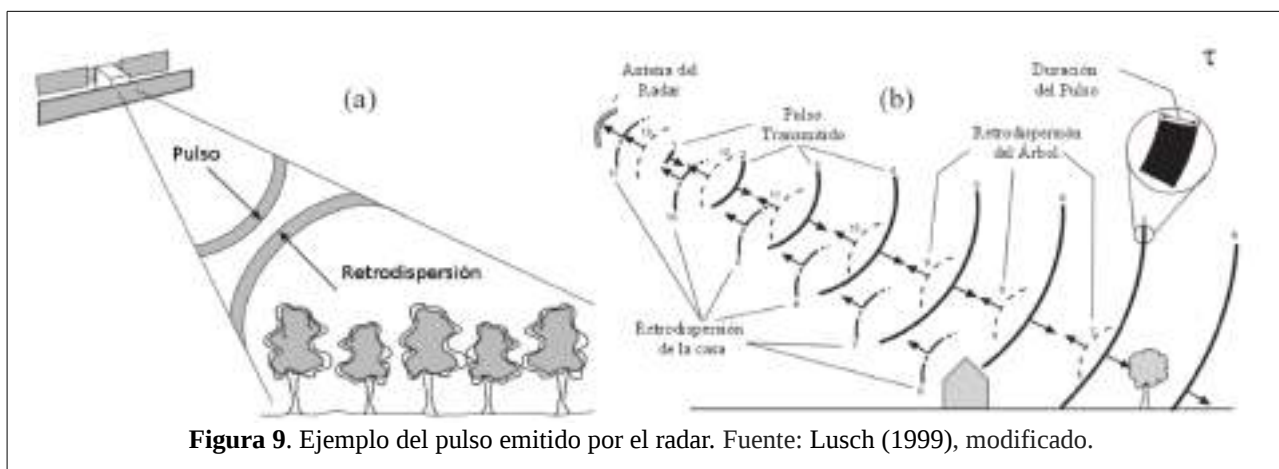 (a)
Pulso
Retrodispersión
Antena del
Radar
(b)
Pulso
Transmitido
Retrodispersión
del Árbol
Duración
del Pulso
τ
Retrodispersión
de la casa
Figura 9. Ejemplo del pulso emitido por el radar. Fuente: Lusch (1999), modificado.